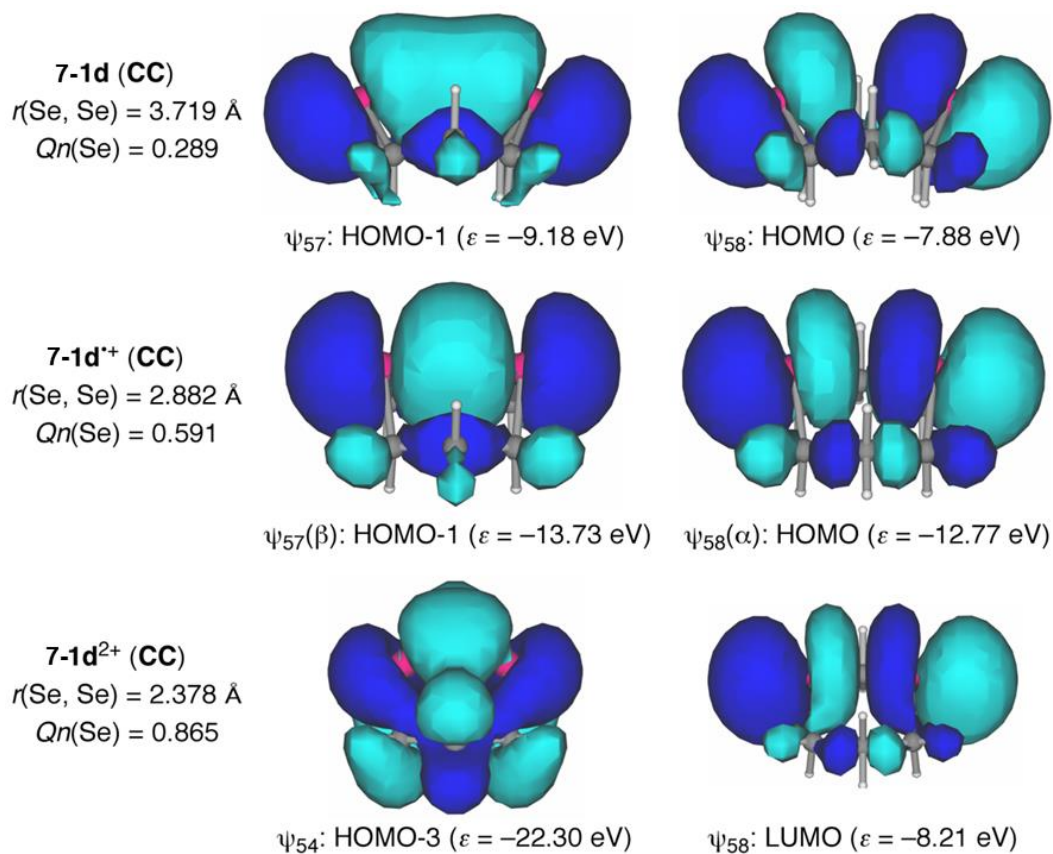 7-1d (CC)
r(Se, Se) = 3.719 Å
Qn(Se) = 0.289
ψ57: HOMO-1 (ε = –9.18 eV)
ψ58: HOMO (ε = –7.88 eV)
7-1d•+ (CC)
r(Se, Se) = 2.882 Å
Qn(Se) = 0.591
ψ57(β): HOMO-1 (ε = –13.73 eV)
ψ58(α): HOMO (ε = –12.77 eV)
7-1d2+ (CC)
r(Se, Se) = 2.378 Å
Qn(Se) = 0.865
ψ54: HOMO-3 (ε = –22.30 eV)
ψ58: LUMO (ε = –8.21 eV)